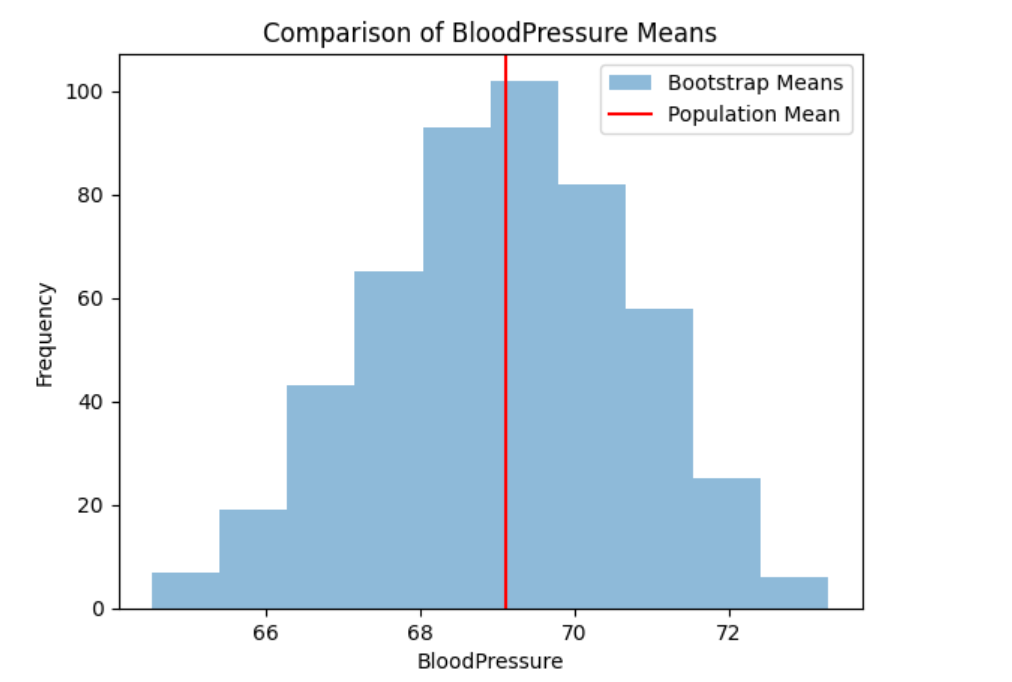 Comparison of BloodPressure Means
Bootstrap Means
Population Mean
100
80
60
40
20
0
Frequency
66 68 70 72
BloodPressure